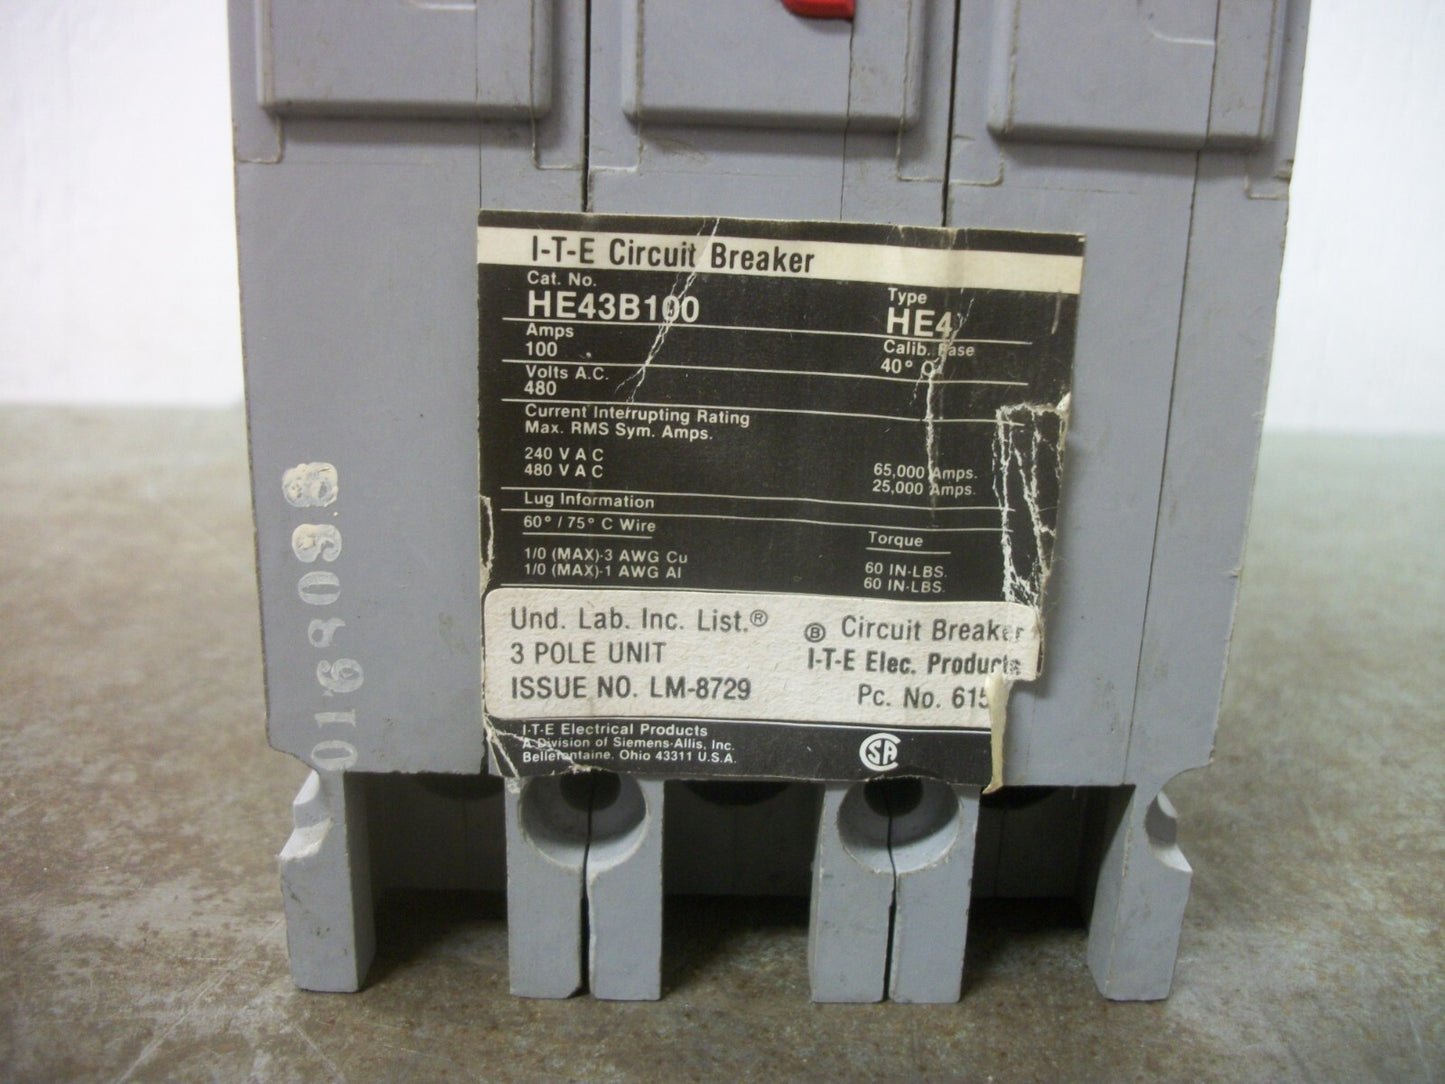 I-T-E Circuit Breaker
Cat. No.
HE43B100
Type
HE4
Amps
100
Calib. Base
40° C
Volts A.C.
480
Current Interrupting Rating
Max. RMS Sym. Amps.
240 V A C 65,000 Amps.
480 V A C 25,000 Amps.
Lug Information
60° / 75° C Wire Torque
1/0 (MAX)-3 AWG Cu 60 IN-LBS.
1/0 (MAX)-1 AWG Al 60 IN-LBS.
Und. Lab. Inc. List.® Ⓑ Circuit Breaker
3 POLE UNIT I-T-E Elec. Products
ISSUE NO. LM-8729 Pc. No. 615
I-T-E Electrical Products
A Division of Siemens-Allis, Inc.
Bellefontaine, Ohio 43311 U.S.A.
SA